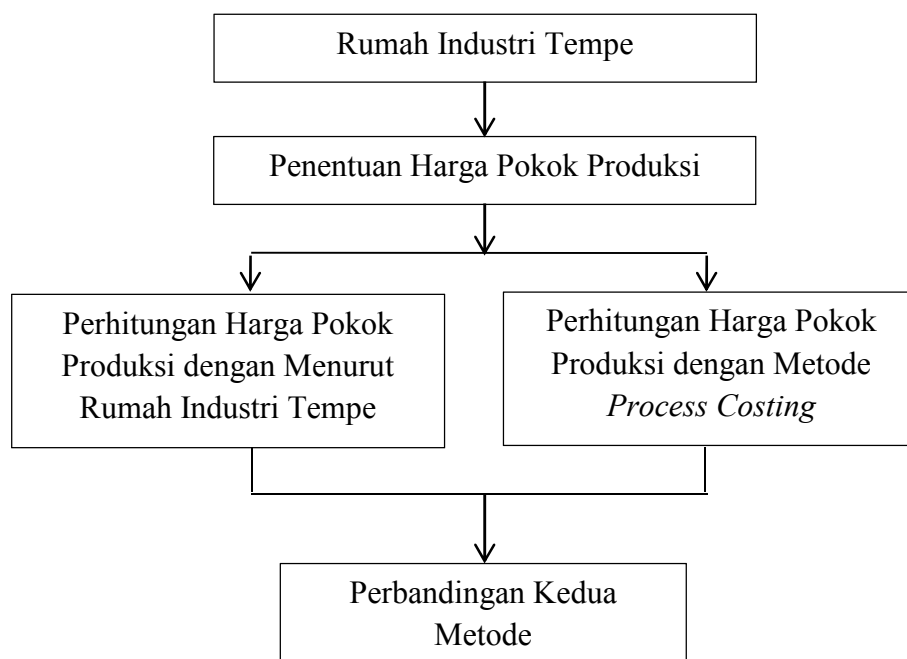 Rumah Industri Tempe
Penentuan Harga Pokok Produksi
Perhitungan Harga Pokok
Produksi dengan Menurut
Rumah Industri Tempe
Perhitungan Harga Pokok
Produksi dengan Metode
Process Costing
Perbandingan Kedua
Metode